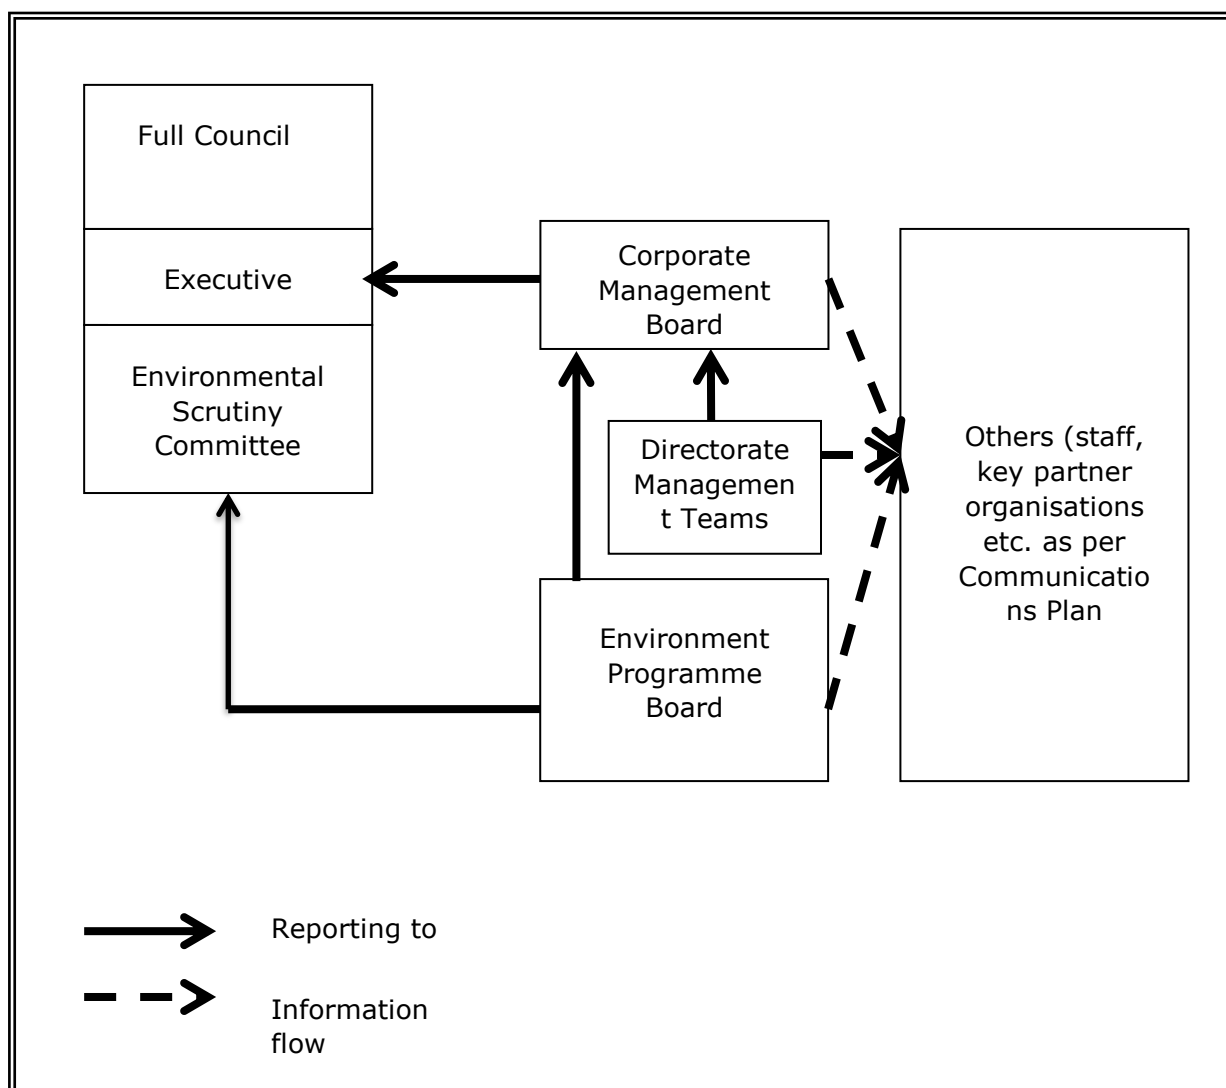 Full Council
Executive
Environmental
Scrutiny
Committee
Corporate
Management
Board
Directorate
Managemen
t Teams
Environment
Programme
Board
Others (staff,
key partner
organisations
etc. as per
Communicatio
ns Plan
Reporting to
Information
flow